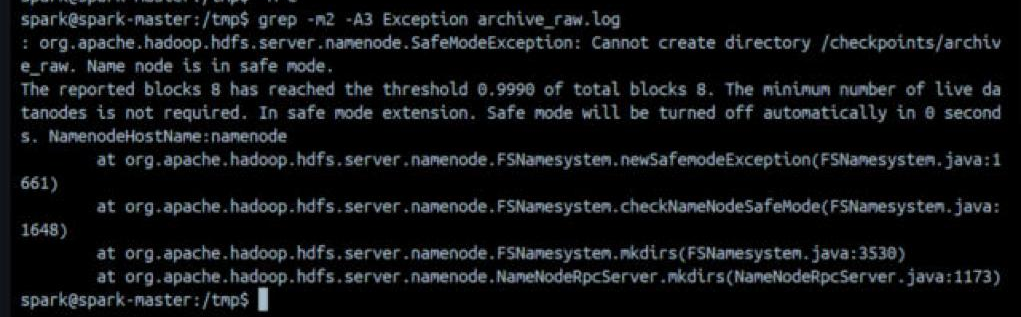 spark@spark-master:/tmp$ grep -m2 -A3 Exception archive_raw.log
: org.apache.hadoop.hdfs.server.namenode.SafeModeException: Cannot create directory /checkpoints/archiv
e_raw. Name node is in safe mode.
The reported blocks 8 has reached the threshold 0.9990 of total blocks 8. The minimum number of live da
tanodes is not required. In safe mode extension. Safe mode will be turned off automatically in 0 second
s. NamenodeHostName:namenode
at org.apache.hadoop.hdfs.server.namenode.FSNamesystem.newSafemodeException(FSNamesystem.java:1
661)
at org.apache.hadoop.hdfs.server.namenode.FSNamesystem.checkNameNodeSafeMode(FSNamesystem.java:
1648)
at org.apache.hadoop.hdfs.server.namenode.FSNamesystem.mkdirs(FSNamesystem.java:3530)
at org.apache.hadoop.hdfs.server.namenode.NameNodeRpcServer.mkdirs(NameNodeRpcServer.java:1173)
spark@spark-master:/tmp$